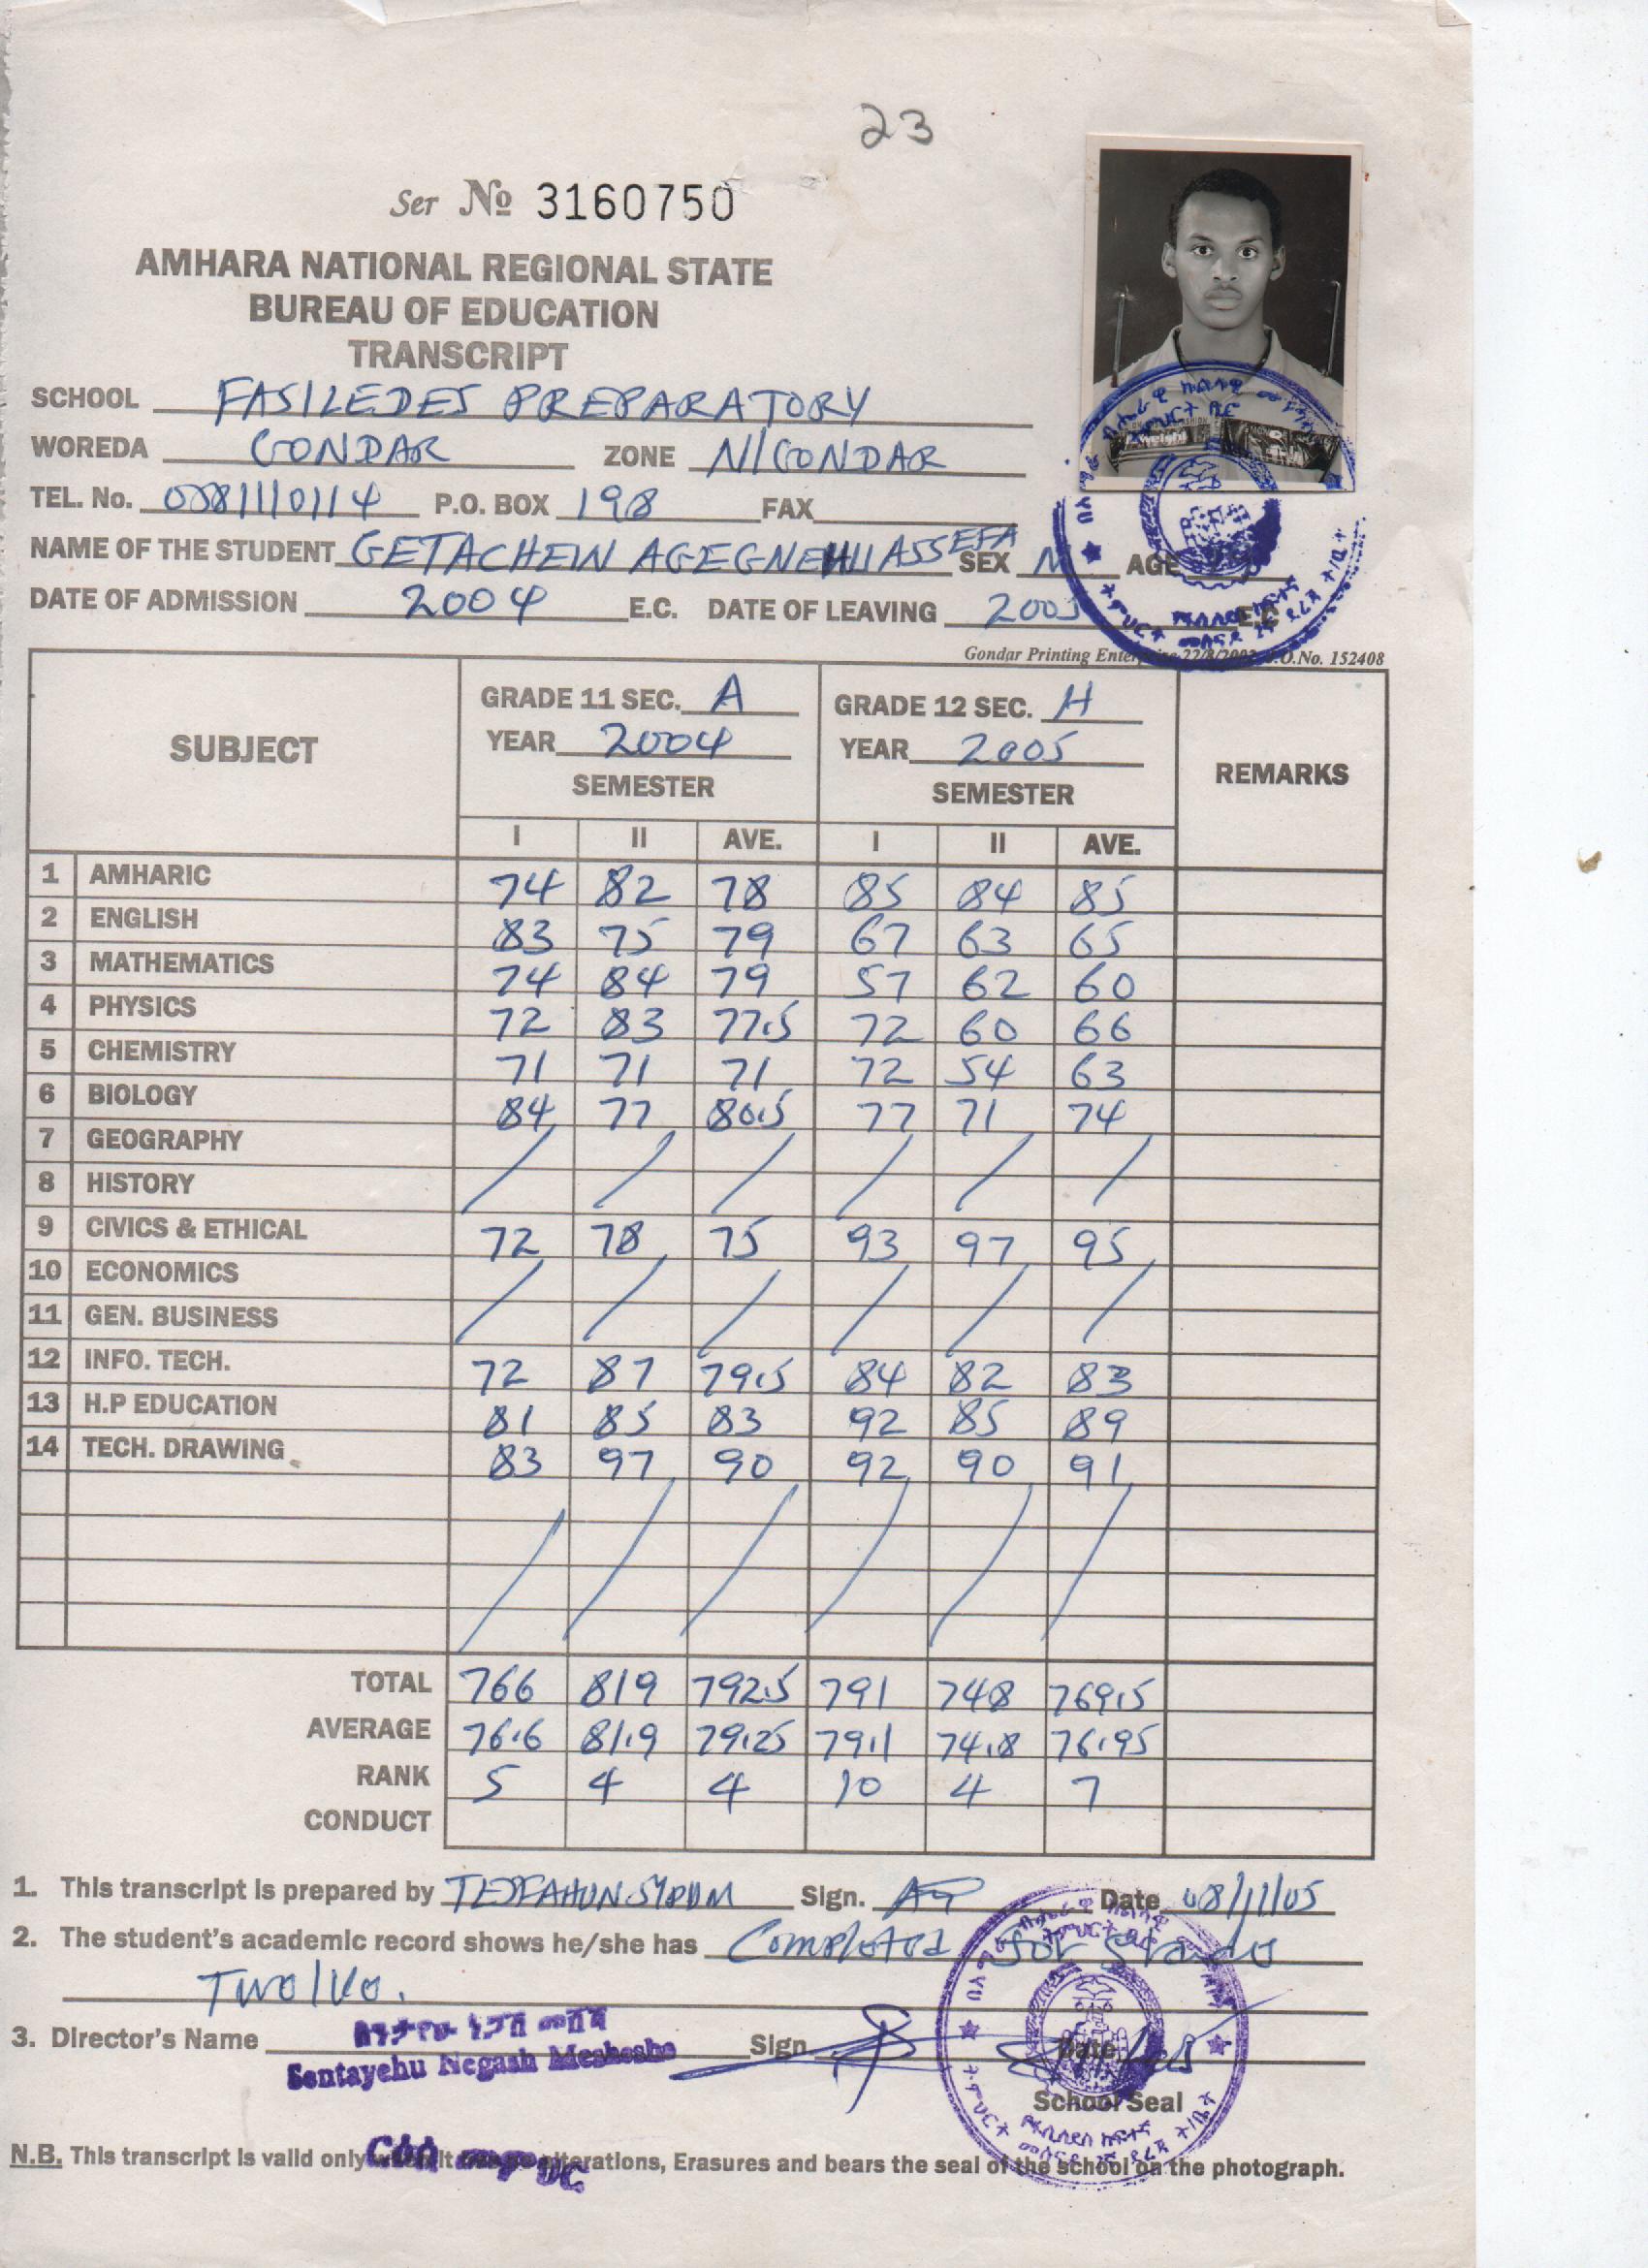 23
Ser No 3160750
AMHARA NATIONAL REGIONAL STATE
BUREAU OF EDUCATION
TRANSCRIPT
SCHOOL FASILEDES PREPARATORY
WOREDA GONDAR ZONE N/GONDAR
TEL. No. 0581110114 P.O. BOX 198 FAX
NAME OF THE STUDENT GETACHEW AGEGNEHU ASSEFA SEX M AGE
DATE OF ADMISSION 2004 E.C. DATE OF LEAVING 2005 E.C
Gondar Printing Enterprise 22/8/2002 P.O.No. 152408
SUBJECT GRADE 11 SEC. A GRADE 12 SEC. H REMARKS
YEAR 2004 YEAR 2005
SEMESTER SEMESTER
I II AVE. I II AVE.
1 AMHARIC 74 82 78 85 84 85
2 ENGLISH 83 75 79 67 63 65
3 MATHEMATICS 74 84 79 57 62 60
4 PHYSICS 72 83 77.5 72 60 66
5 CHEMISTRY 71 71 71 72 54 63
6 BIOLOGY 84 77 80.5 77 71 74
7 GEOGRAPHY
8 HISTORY
9 CIVICS & ETHICAL 72 78 75 93 97 95
10 ECONOMICS
11 GEN. BUSINESS
12 INFO. TECH. 72 87 79.5 84 82 83
13 H.P EDUCATION 81 85 83 92 85 89
14 TECH. DRAWING 83 97 90 92 90 91
TOTAL 766 819 792.5 791 748 769.5
AVERAGE 76.6 81.9 79.25 79.1 74.8 76.95
RANK 5 4 4 10 4 7
CONDUCT
1. This transcript is prepared by Sign. Date 08/11/05
2. The student's academic record shows he/she has Completed for Grade
Twelve.
3. Director's Name Sign Date
Sentayehu Negash Meshesha
School Seal
ርዕሰ መምህር
N.B. This transcript is valid only when it alterations, Erasures and bears the seal of the school on the photograph.